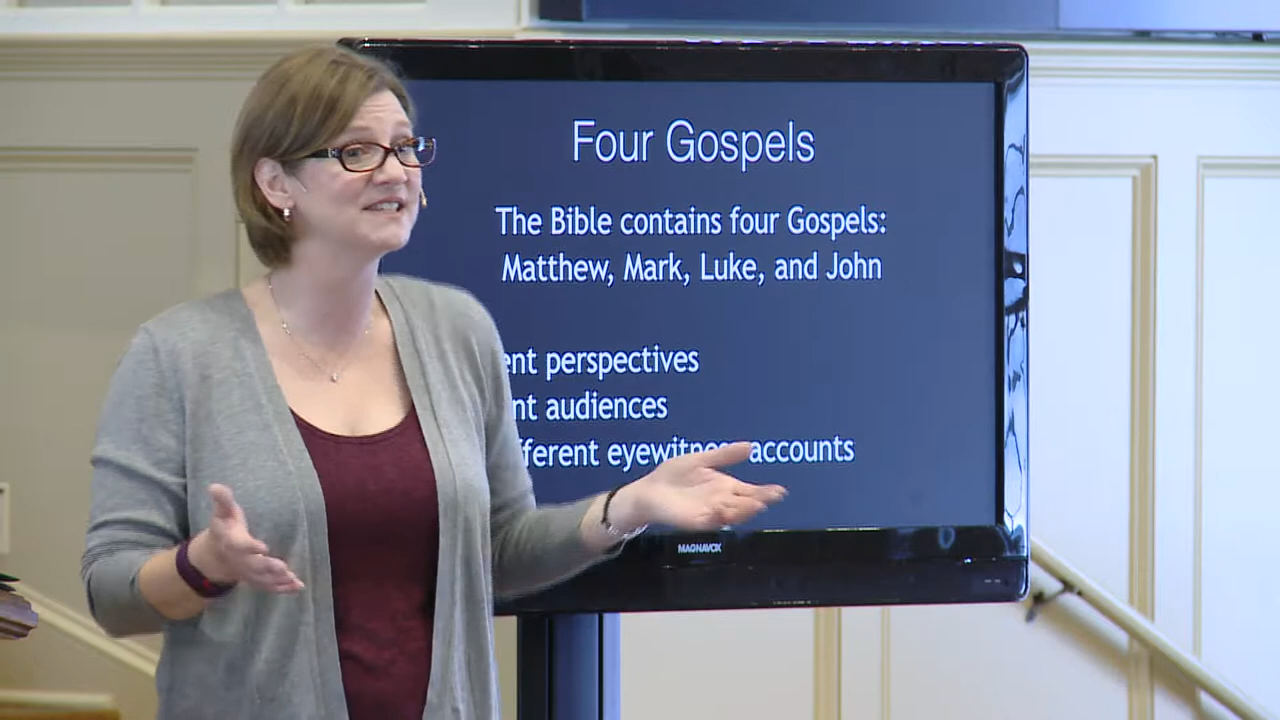 Four Gospels
The Bible contains four Gospels:
Matthew, Mark, Luke, and John
perspectives
audiences
accounts
MAGNAVOX